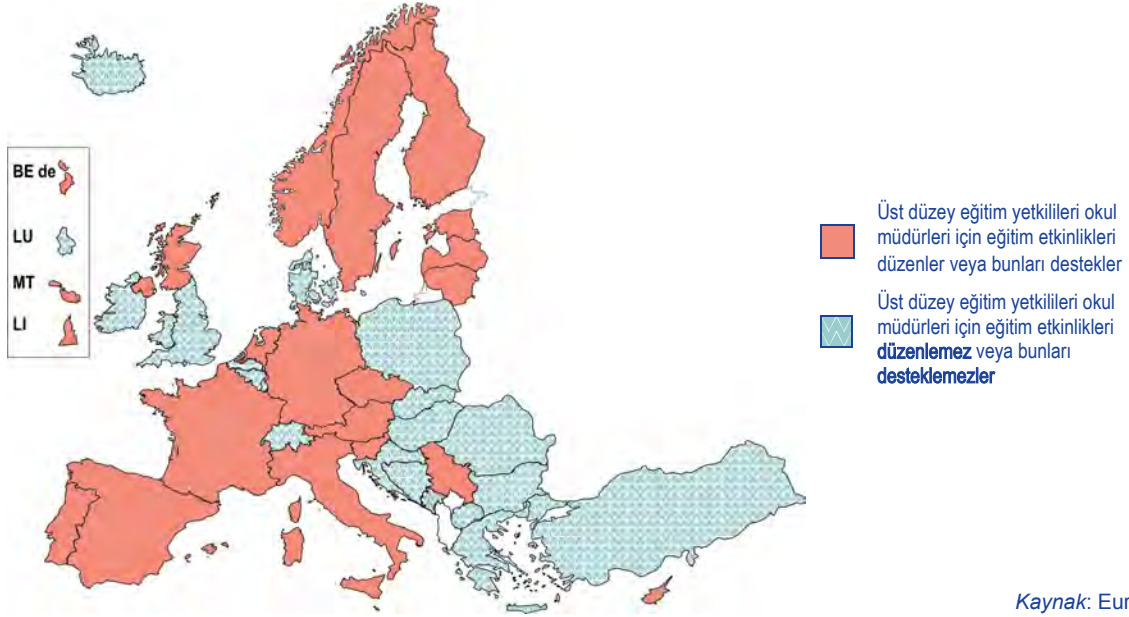 BE de
LU
MT
LI
Üst düzey eğitim yetkilileri okul
müdürleri için eğitim etkinlikleri
düzenler veya bunları destekler
Üst düzey eğitim yetkilileri okul
müdürleri için eğitim etkinlikleri
düzenlemez veya bunları
desteklemezler
Kaynak: Eur